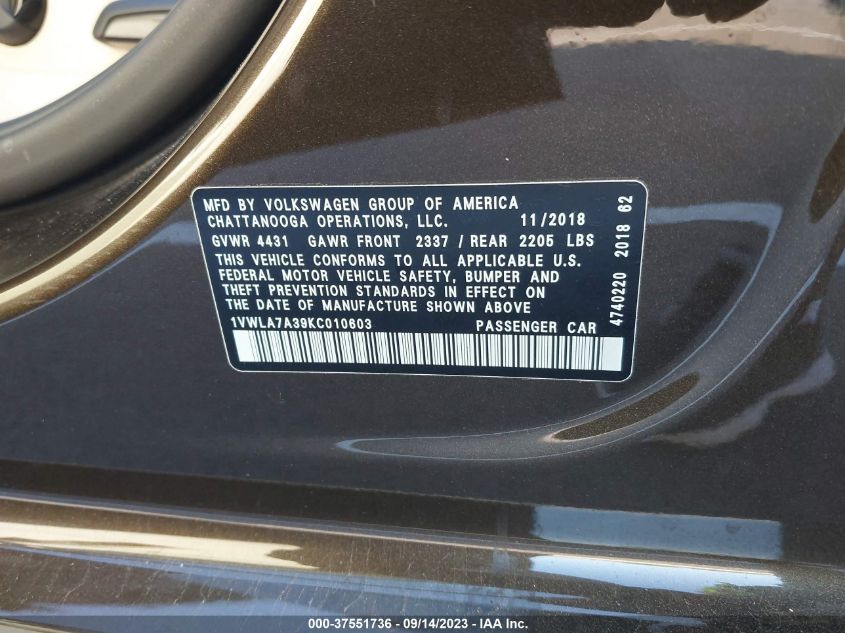 MFD BY VOLKSWAGEN GROUP OF AMERICA
CHATTANOOGA OPERATIONS, LLC. 11/2018
GVWR 4431 GAWR FRONT 2337 / REAR 2205 LBS
THIS VEHICLE CONFORMS TO ALL APPLICABLE U.S.
FEDERAL MOTOR VEHICLE SAFETY, BUMPER AND
THEFT PREVENTION STANDARDS IN EFFECT ON
THE DATE OF MANUFACTURE SHOWN ABOVE
1VWLA7A39KC010603 PASSENGER CAR
4740220 2018 62
000-37551736 - 09/14/2023 - IAA Inc.